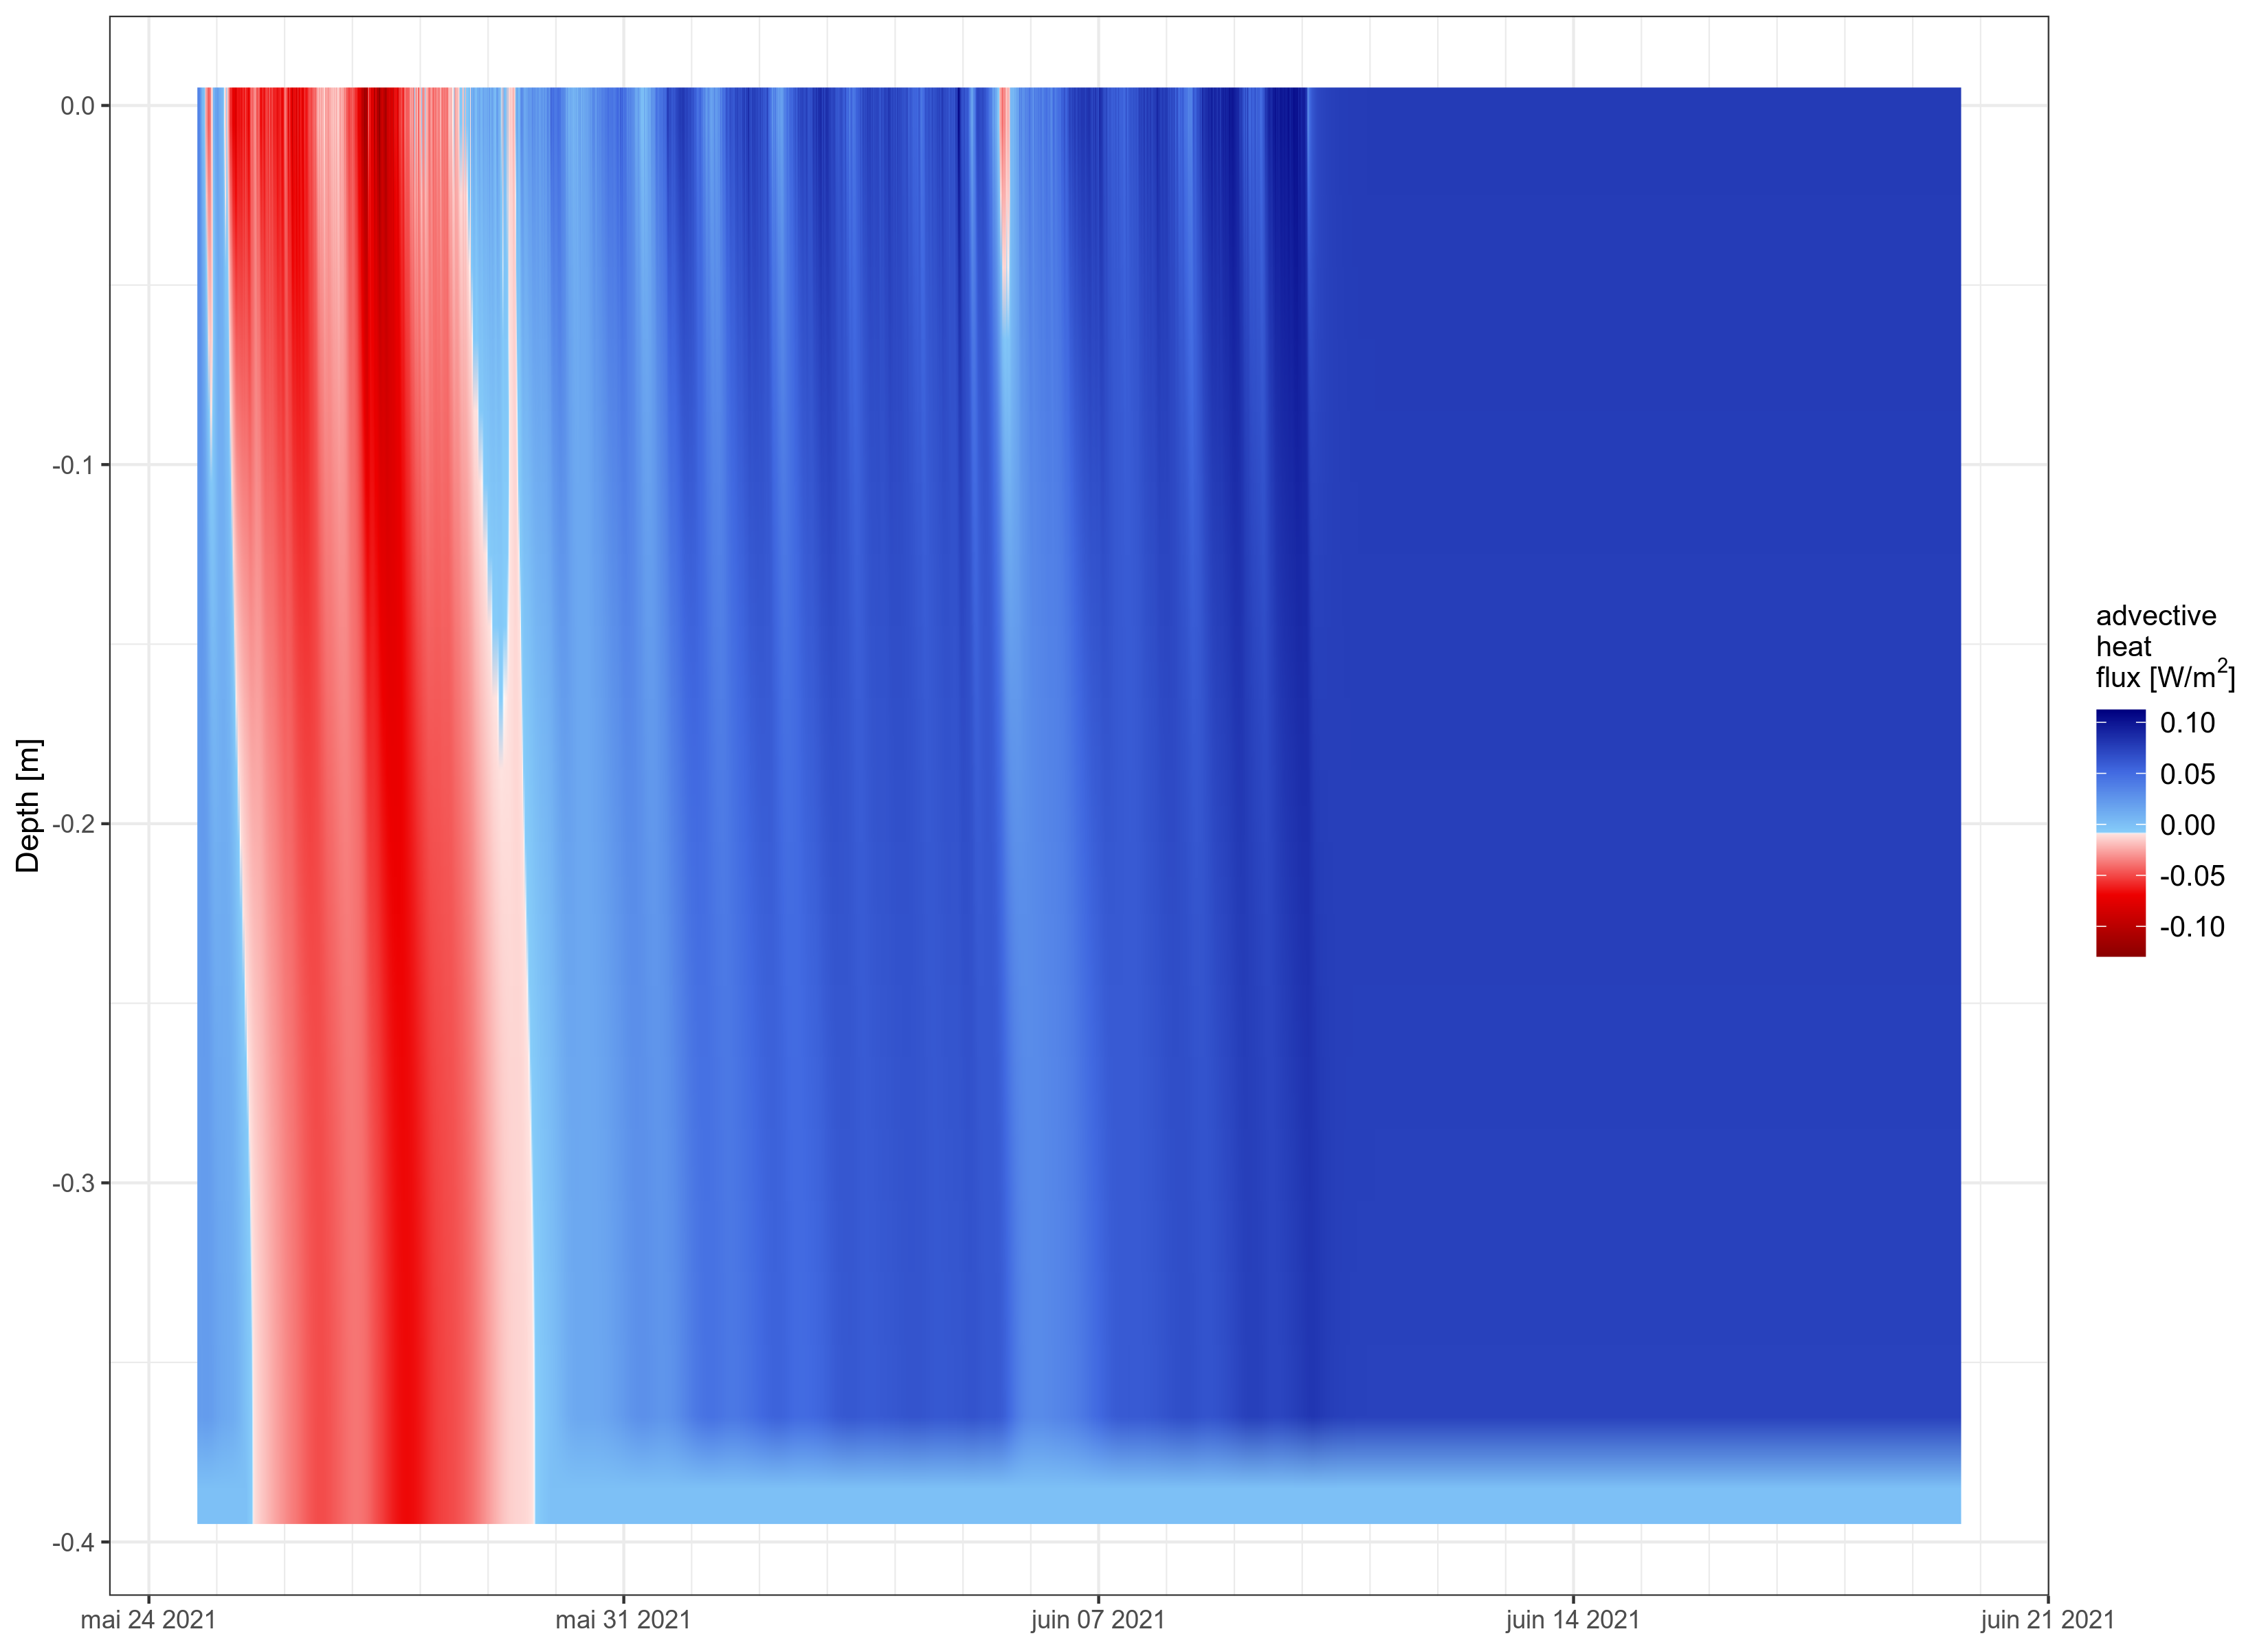 0.0
-0.1
-0.2
-0.3
-0.4
Depth [m]
mai 24 2021
mai 31 2021
juin 07 2021
juin 14 2021
juin 21 2021
advective
heat
flux [W/m²]
0.10
0.05
0.00
-0.05
-0.10